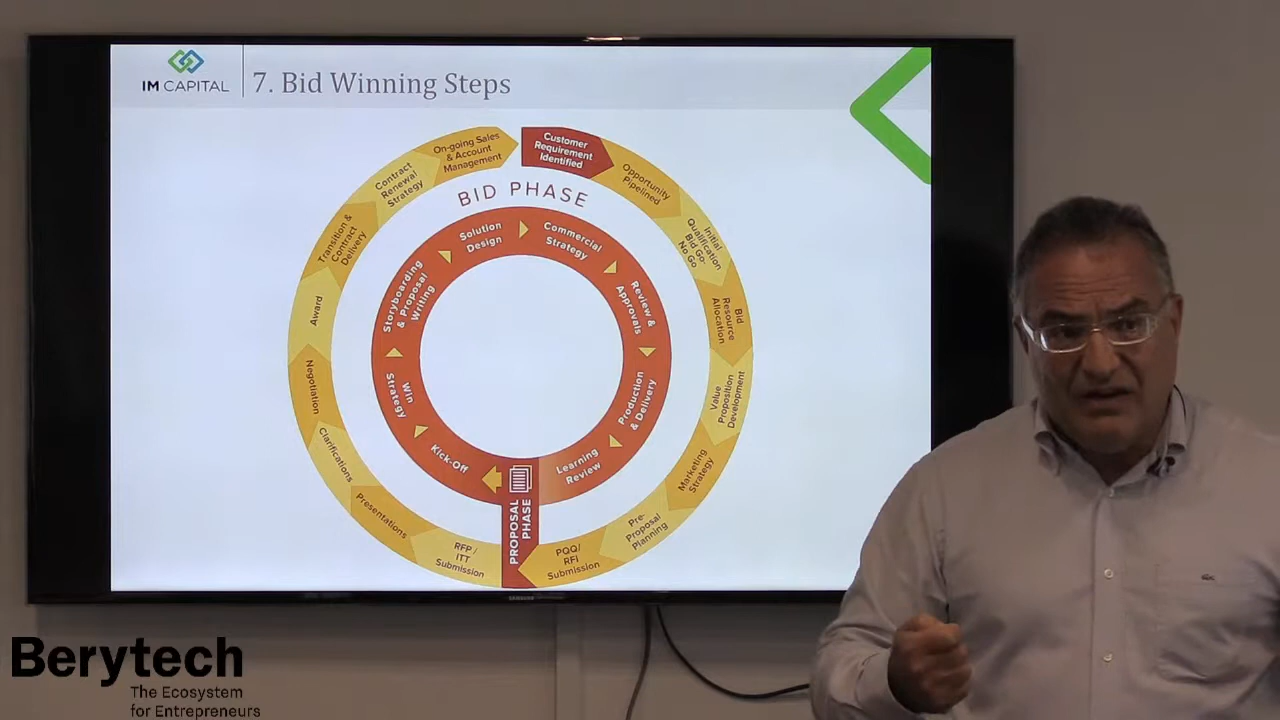 IM CAPITAL
7. Bid Winning Steps
Customer
Requirement
Identified
Opportunity
Pipelined
Initial
Qualification
Bid Go-
No Go
Bid
Resource
Allocation
Value
Proposition
Development
Marketing
Strategy
Pre-
Proposal
Planning
PQQ/
RFI
Submission
PROPOSAL
PHASE
RFP /
ITT
Submission
Presentations
Clarifications
Negotiation
Award
Transition &
Contract
Delivery
Contract
Renewal
Strategy
On-going Sales
& Account
Management
BID PHASE
Kick-Off
Win
Strategy
Storyboarding
& Proposal
Writing
Solution
Design
Commercial
Strategy
Review &
Approvals
Production
& Delivery
Learning
Review
SAMSUNG
Berytech
The Ecosystem
for Entrepreneurs